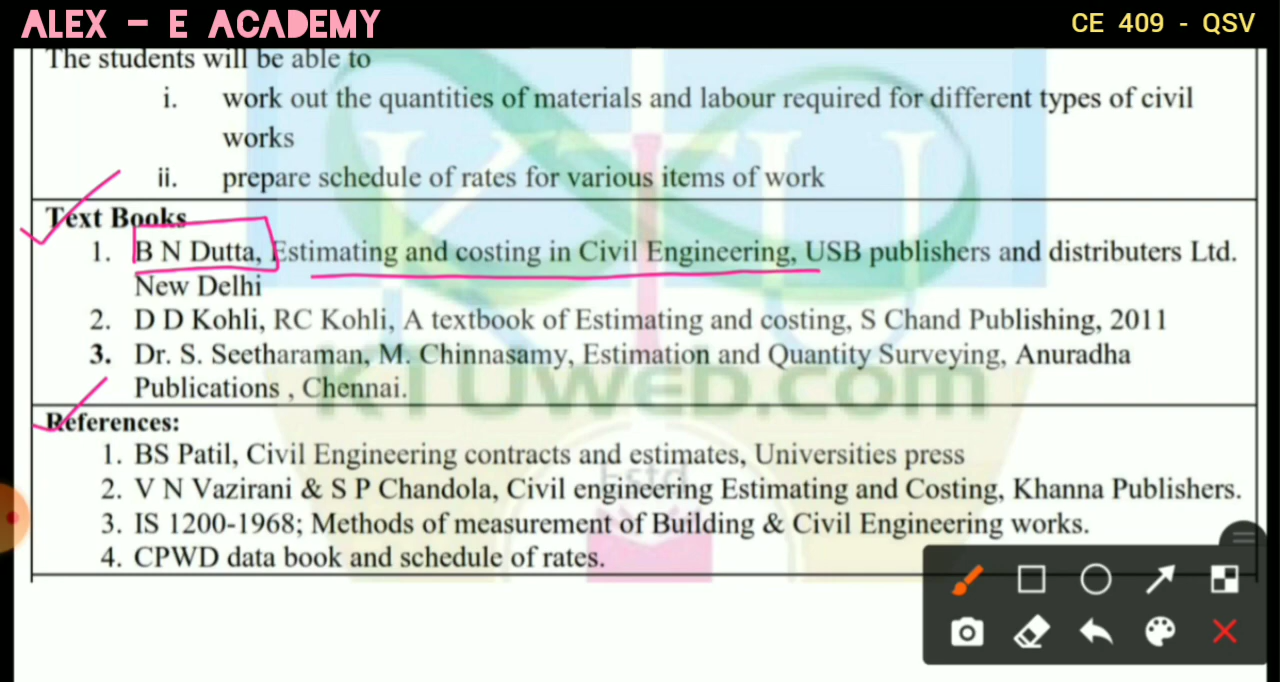 ALEX - E ACADEMY
CE 409 - QSV
The students will be able to
i. work out the quantities of materials and labour required for different types of civil
works
ii. prepare schedule of rates for various items of work
Text Books
1. B N Dutta, Estimating and costing in Civil Engineering, USB publishers and distributers Ltd.
New Delhi
2. D D Kohli, RC Kohli, A textbook of Estimating and costing, S Chand Publishing, 2011
3. Dr. S. Seetharaman, M. Chinnasamy, Estimation and Quantity Surveying, Anuradha
Publications , Chennai.
KTU
KTUweb.com
References:
1. BS Patil, Civil Engineering contracts and estimates, Universities press
Estd
2. V N Vazirani & S P Chandola, Civil engineering Estimating and Costing, Khanna Publishers.
3. IS 1200-1968; Methods of measurement of Building & Civil Engineering works.
4. CPWD data book and schedule of rates.